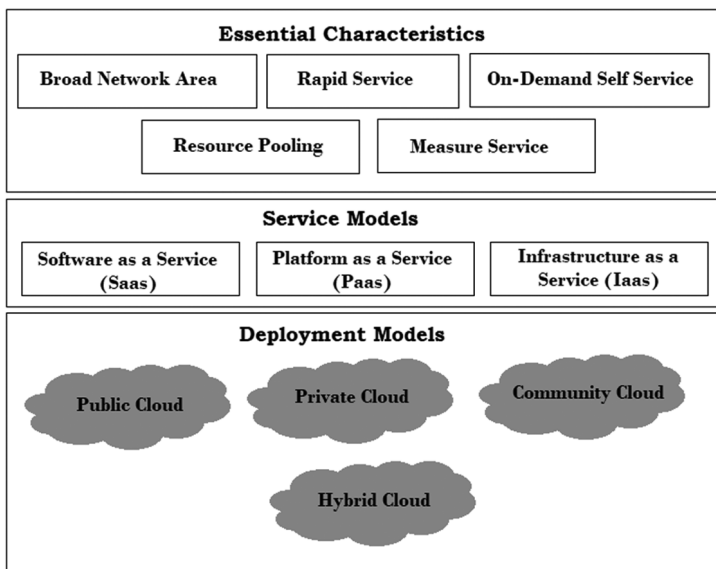 Essential Characteristics
Broad Network Area
Rapid Service
On-Demand Self Service
Resource Pooling
Measure Service
Service Models
Software as a Service
(Saas)
Platform as a Service
(Paas)
Infrastructure as a
Service (Iaas)
Deployment Models
Public Cloud
Private Cloud
Community Cloud
Hybrid Cloud